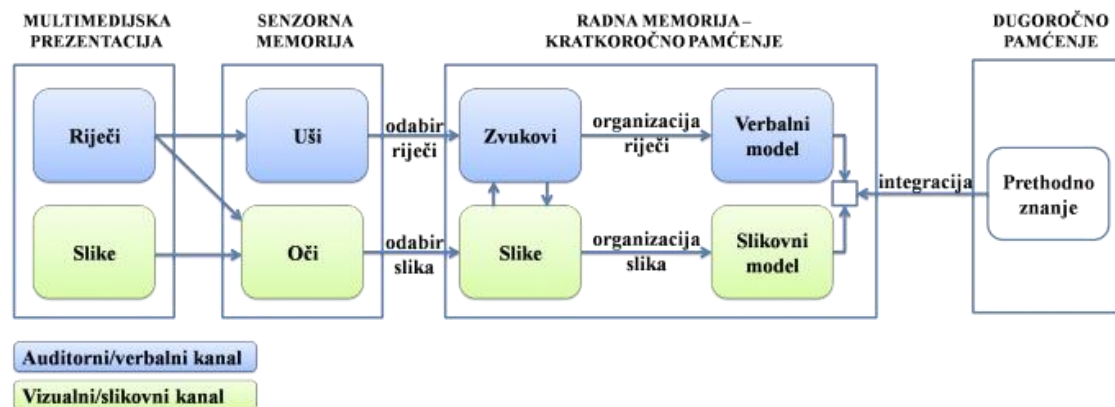 MULTIMEDIJSKA
PREZENTACIJA
SENZORNA
MEMORIJA
RADNA MEMORIJA –
KRATKOROČNO PAMĆENJE
DUGOROČNO
PAMĆENJE
Riječi
Uši
odabir
riječi
Zvukovi
organizacija
riječi
Verbalni
model
integracija
Prethodno
znanje
Slike
Oči
odabir
slika
Slike
organizacija
slika
Slikovni
model
Auditorni/verbalni kanal
Vizualni/slikovni kanal